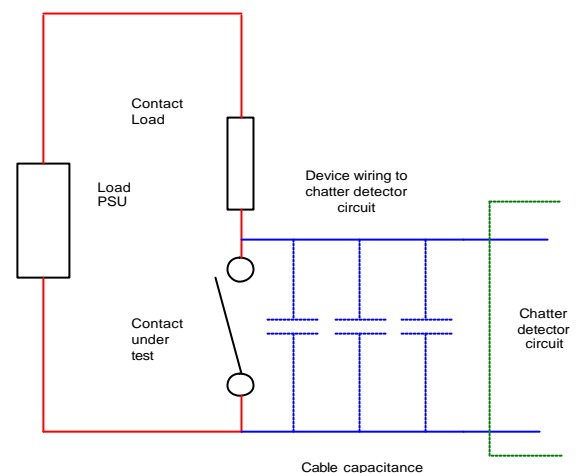 Contact
Load
Load
PSU
Device wiring to
chatter detector
circuit
Contact
under
test
Chatter
detector
circuit
Cable capacitance